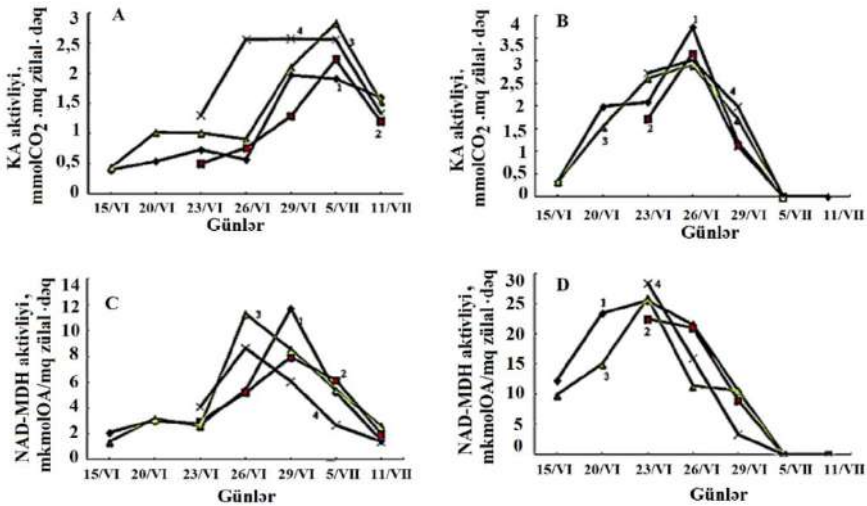 A
KA aktivliyi,
mmolCO₂ .mq zülal·dəq
3
2,5
2
1,5
1
0,5
0
4
3
1
2
15/VI 20/VI 23/VI 26/VI 29/VI 5/VII 11/VII
Günlər
B
KA aktivliyi,
mmolCO₂ .mq zülal·dəq
4
3,5
3
2,5
2
1,5
1
0,5
0
1
4
2
3
15/VI 20/VI 23/VI 26/VI 29/VI 5/VII 11/VII
Günlər
C
NAD-MDH aktivliyi,
mkmolOA/mq zülal·dəq
14
12
10
8
6
4
2
0
3
1
2
4
15/VI 20/VI 23/VI 26/VI 29/VI 5/VII 11/VII
Günlər
D
NAD-MDH aktivliyi,
mkmolOA/mq zülal·dəq
30
25
20
15
10
5
0
4
1
2
3
15/VI 20/VI 23/VI 26/VI 29/VI 5/VII 11/VII
Günlər